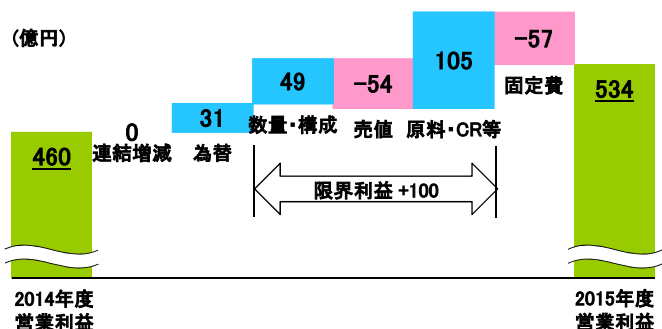 (億円)
460
0
連結増減
31
為替
49
数量・構成
−54
売値
105
原料・CR等
−57
固定費
534
限界利益 +100
2014年度
営業利益
2015年度
営業利益